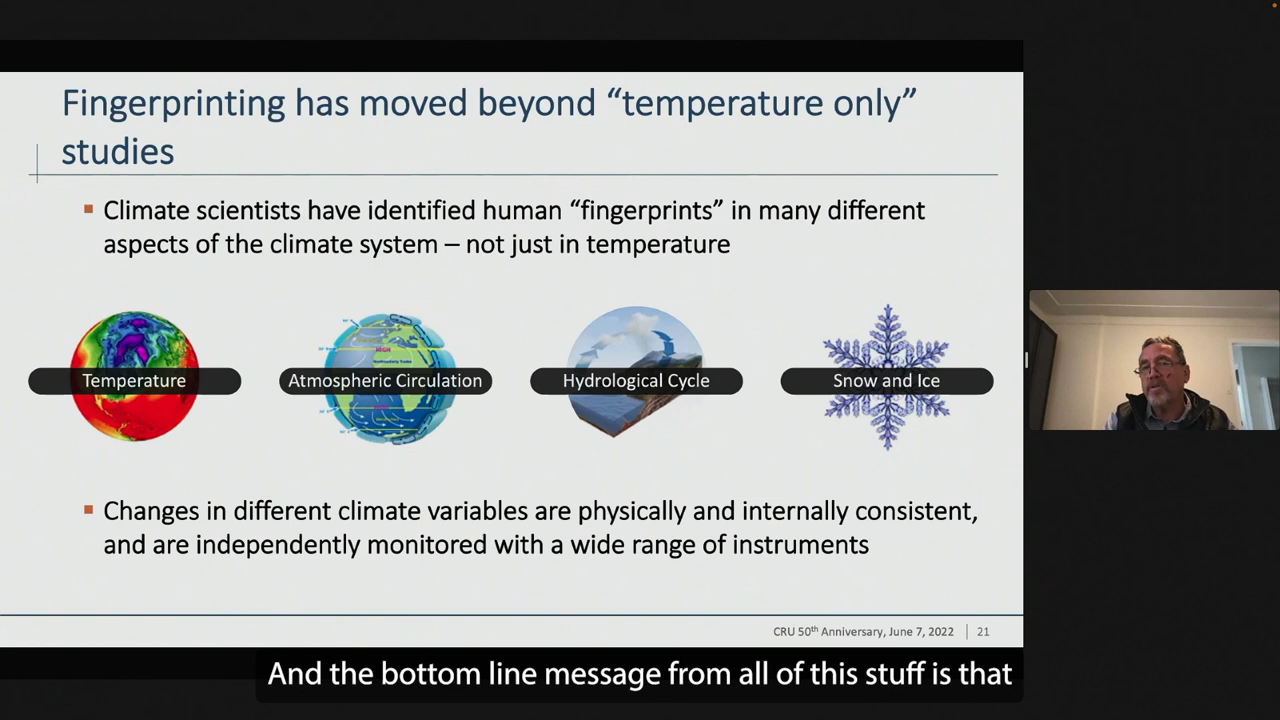 Fingerprinting has moved beyond “temperature only”
studies
Climate scientists have identified human “fingerprints” in many different
aspects of the climate system – not just in temperature
Temperature
Atmospheric Circulation
HIGH
Hydrological Cycle
Snow and Ice
Changes in different climate variables are physically and internally consistent,
and are independently monitored with a wide range of instruments
CRU 50th Anniversary, June 7, 2022 | 21
And the bottom line message from all of this stuff is that